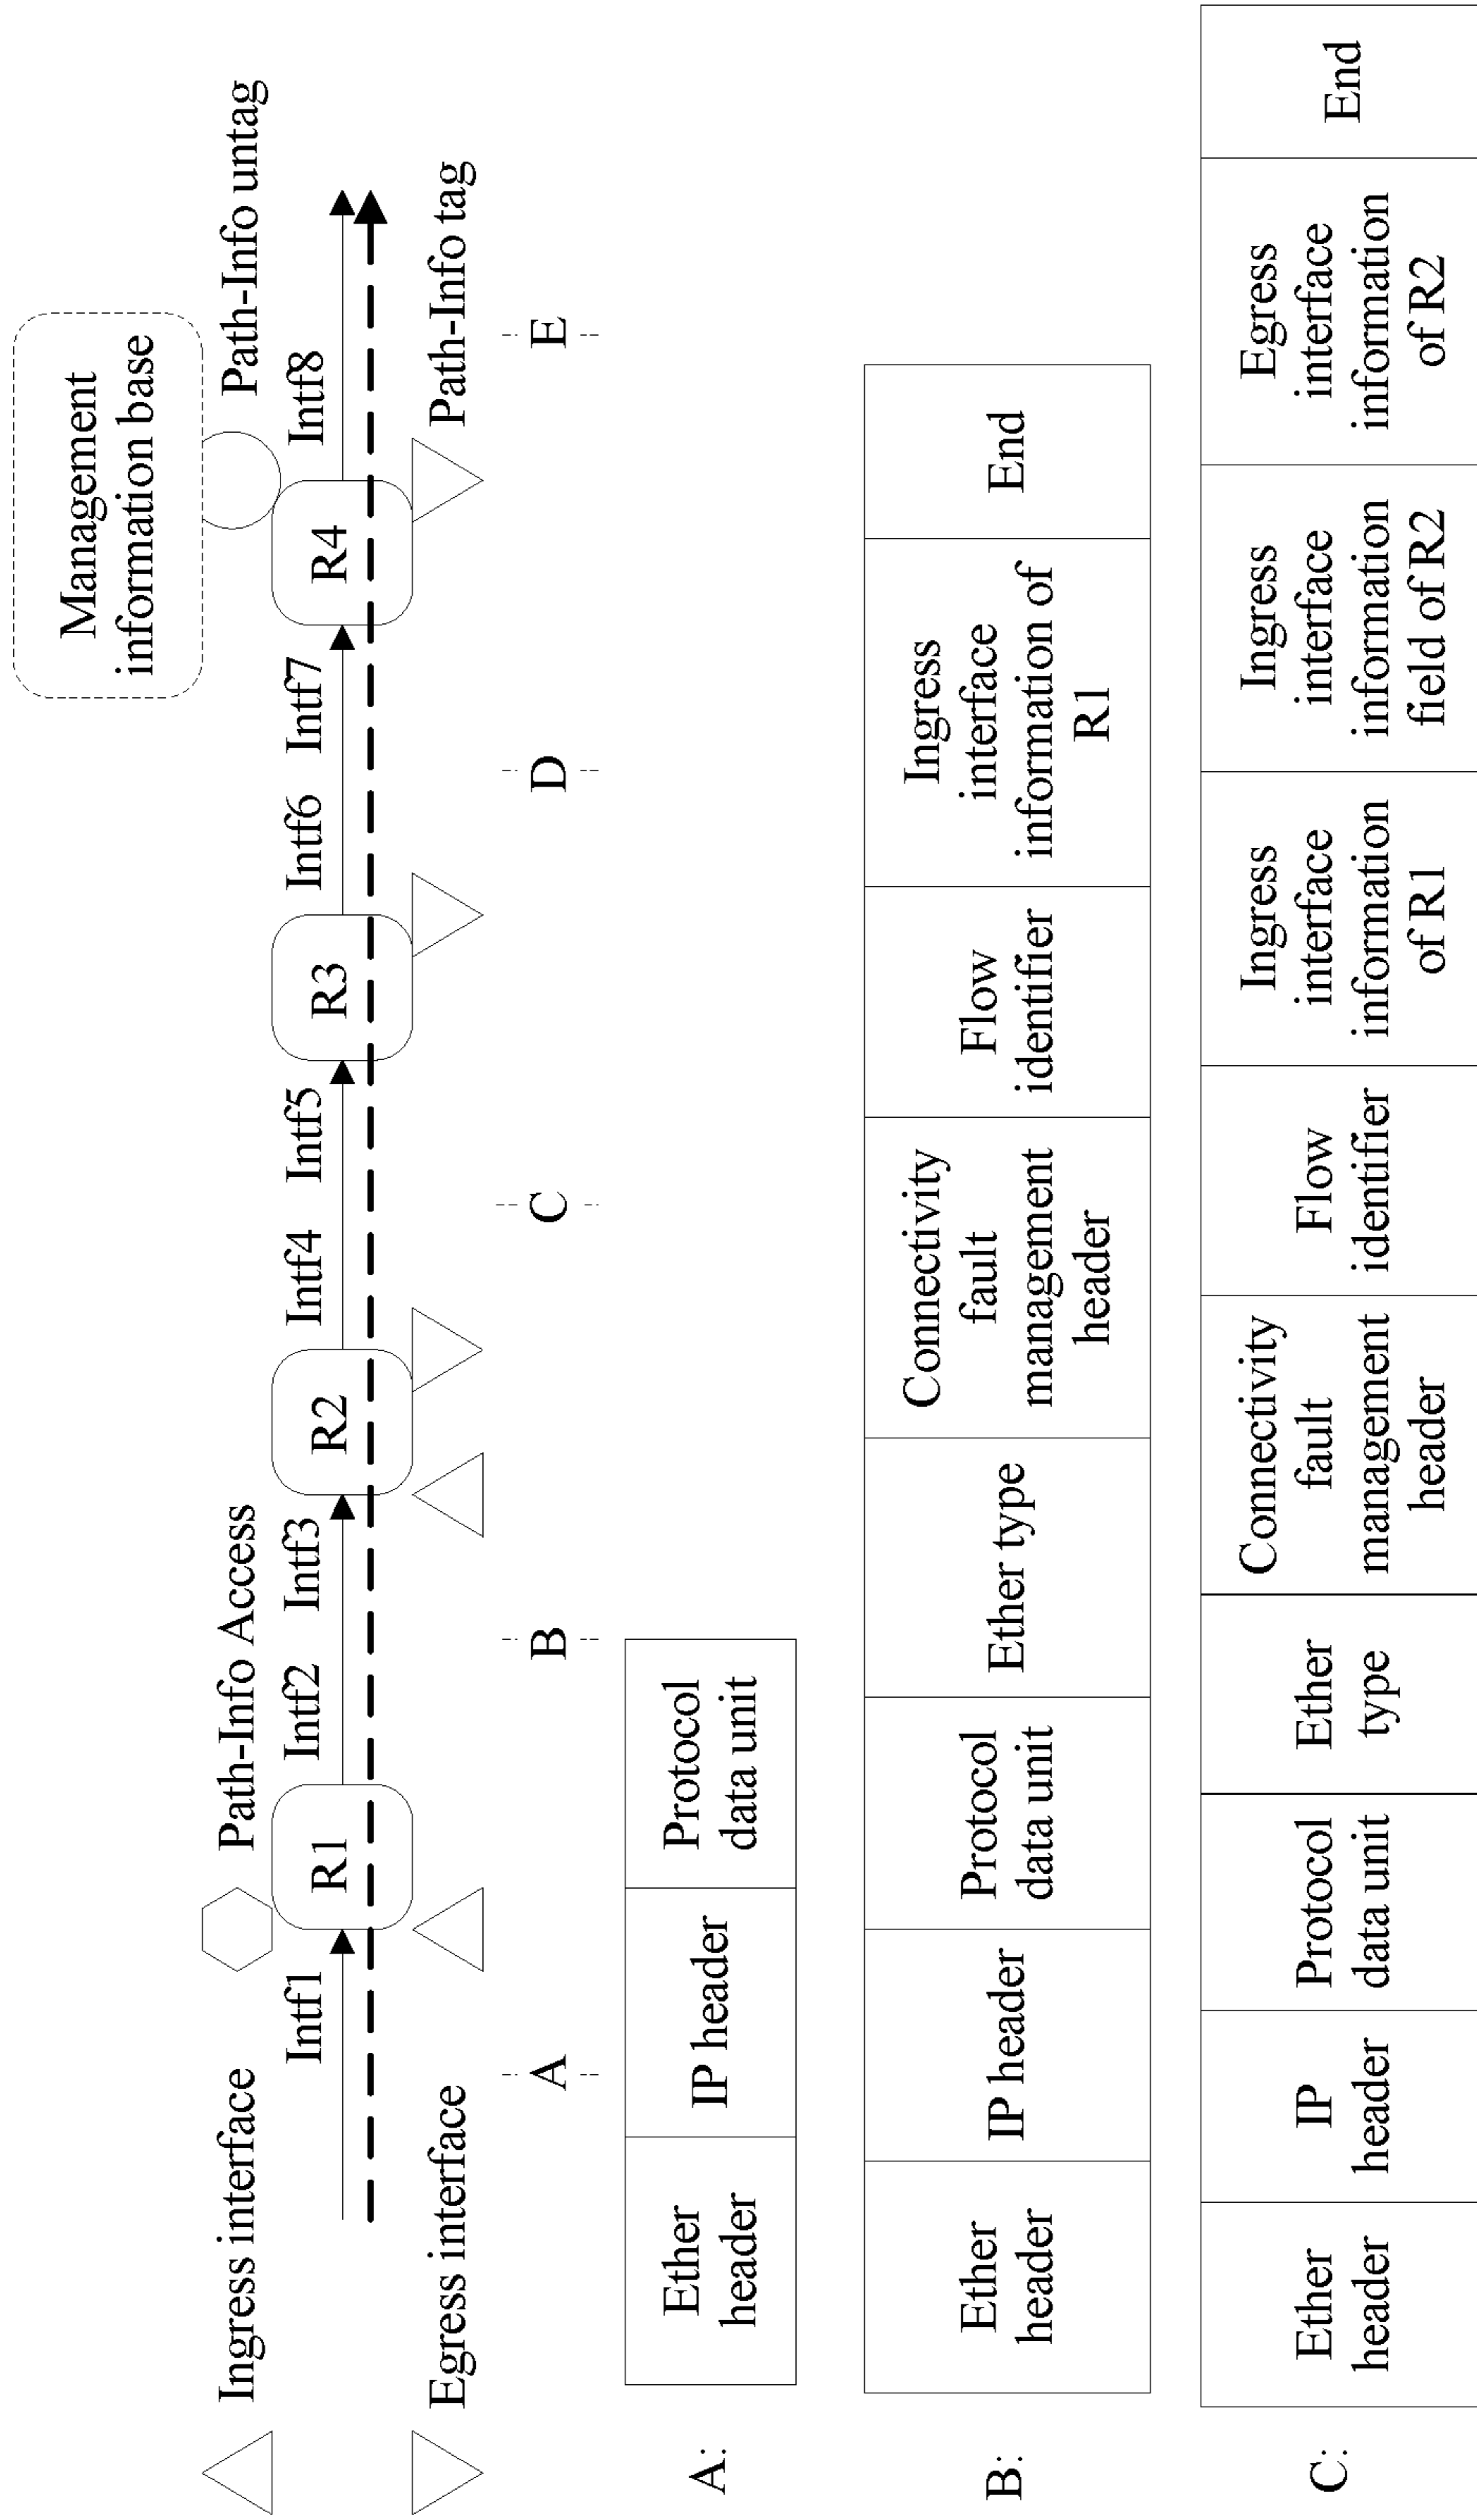 Management
information base
Ingress interface
Path-Info Access
Path-Info untag
Intf1
Intf2
Intf3
Intf4
Intf5
Intf6
Intf7
Intf8
R1
R2
R3
R4
Egress interface
Path-Info tag
A
B
C
D
E
A:
Ether
header
IP header
Protocol
data unit
B:
Ether
header
IP header
Protocol
data unit
Ether type
Connectivity
fault
management
header
Flow
identifier
Ingress
interface
information of
R1
End
C:
Ether
header
IP
header
Protocol
data unit
Ether
type
Connectivity
fault
management
header
Flow
identifier
Ingress
interface
information
of R1
Ingress
interface
information
field of R2
Egress
interface
information
of R2
End